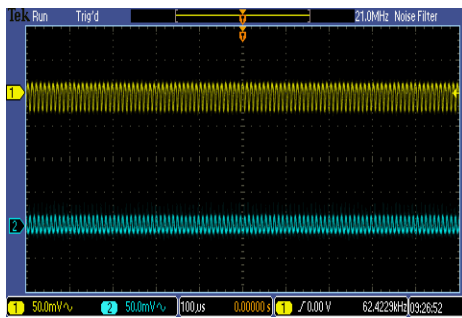 Tek Run Trig'd 21.0MHz Noise Filter
1
2
1 50.0mV 2 50.0mV 100µs 0.00000 s 1 0.00 V 62.4229kHz 09:26:52